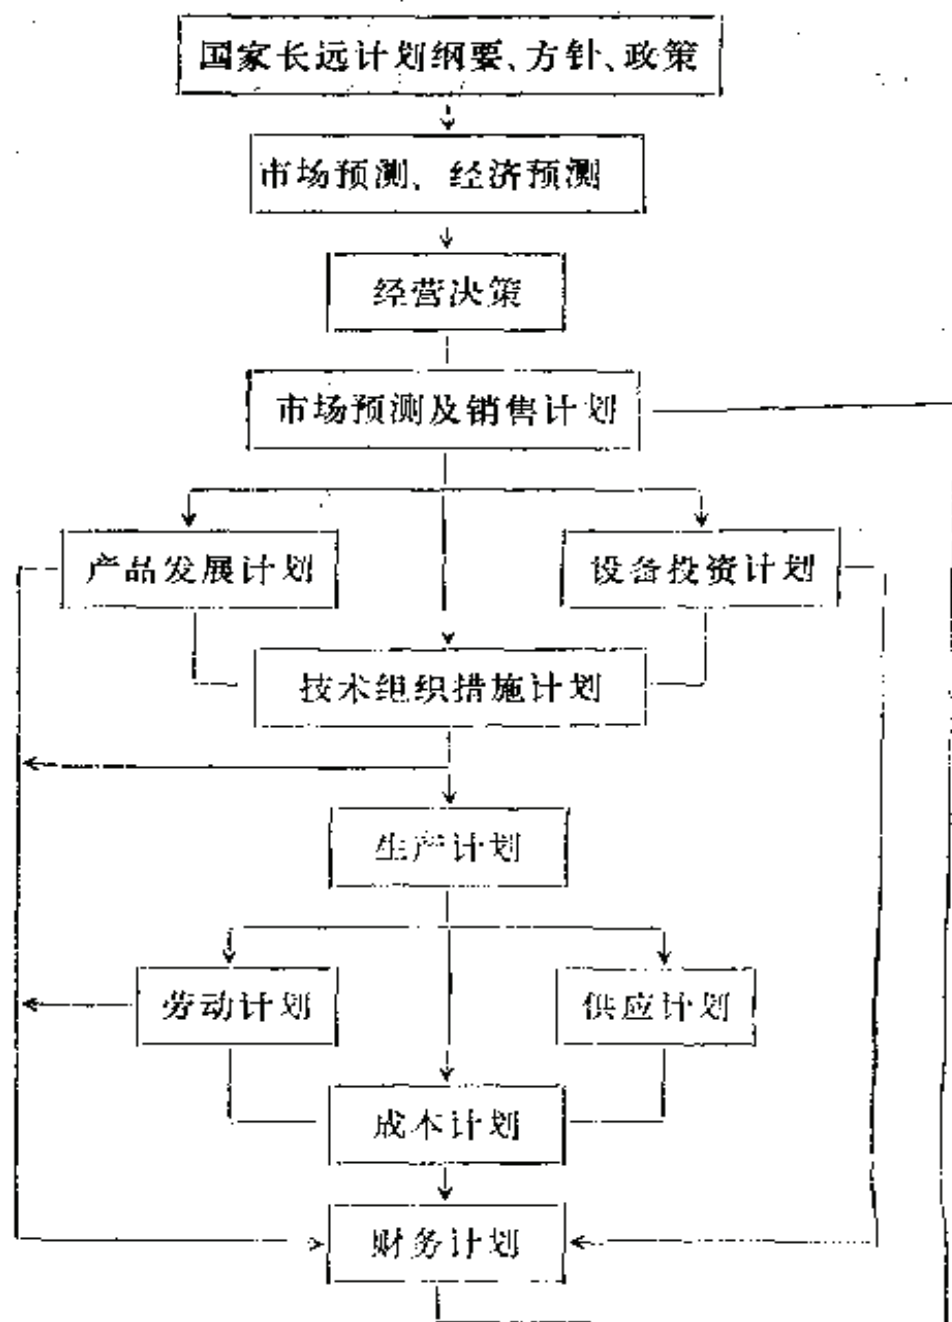 国家长远计划纲要、方针、政策
市场预测、经济预测
经营决策
市场预测及销售计划
产品发展计划
设备投资计划
技术组织措施计划
生产计划
劳动计划
供应计划
成本计划
财务计划